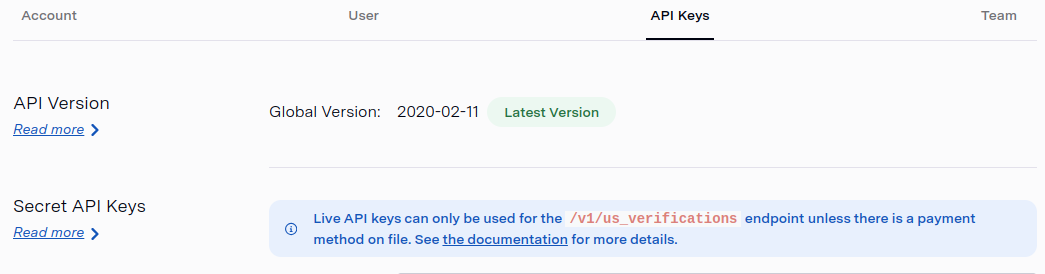 Account User API Keys Team
API Version
Read more
Global Version: 2020-02-11 Latest Version
Secret API Keys
Read more
Live API keys can only be used for the /v1/us_verifications endpoint unless there is a payment
method on file. See the documentation for more details.